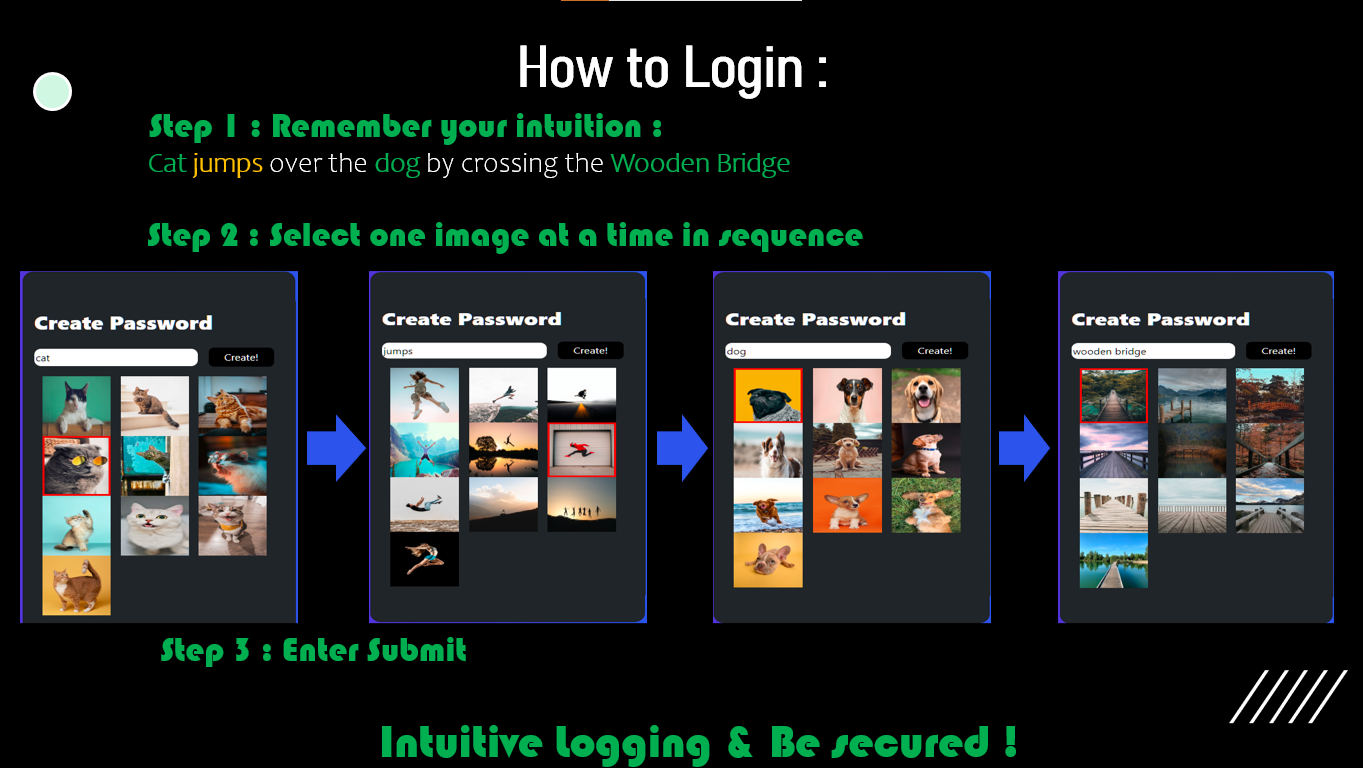 How to Login :
Step 1 : Remember your intuition :
Cat jumps over the dog by crossing the Wooden Bridge
Step 2 : Select one image at a time in sequence
Create Password
cat
Create!
Create Password
jumps
Create!
Create Password
dog
Create!
Create Password
wooden bridge
Create!
Step 3 : Enter Submit
Intuitive Logging & Be secured !